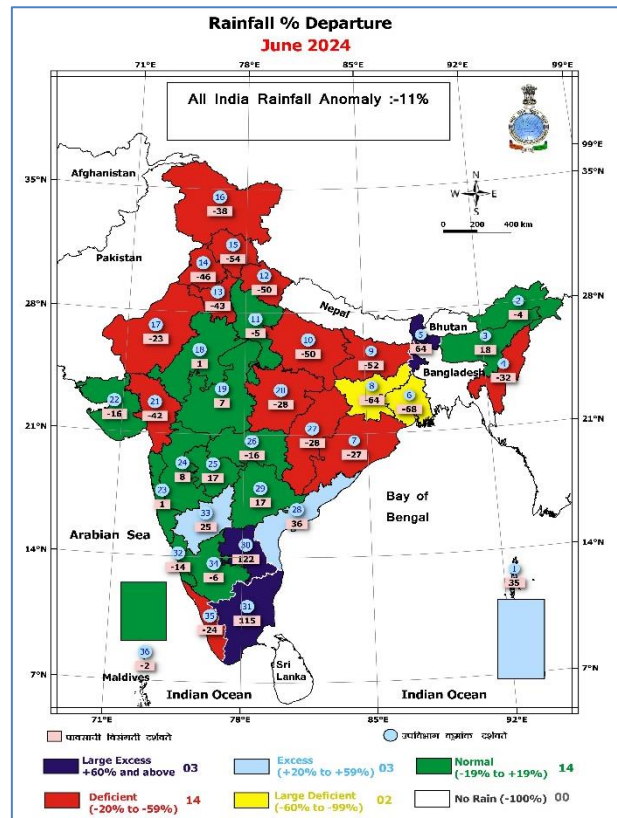 Rainfall % Departure
June 2024
71°E 78°E 85°E 92°E 99°E
All India Rainfall Anomaly :-11%
99°E
35°N
35°N
Afghanistan
N
W E
S
0 200 400 km
Pakistan
16
-38
15
-54
14
-46
12
-50
13
-43
28°N
28°N
Nepal
Bhutan
2
-4
17
-23
11
-5
10
-50
5
64
3
18
18
1
9
-52
Bangladesh
4
-32
22
-16
21
-42
19
7
20
-28
8
-64
6
-68
21°N
21°N
27
-28
7
-27
26
-16
24
8
25
17
23
1
29
17
28
36
Bay of
Bengal
Arabian Sea
33
25
14°N
14°N
32
-14
30
122
34
-6
1
35
35
-24
31
115
36
-2
7°N
7°N
Maldives
Sri
Lanka
Indian Ocean
Indian Ocean
71°E 78°E 85°E 92°E
पावसाची विसंगती दर्शवते
उपविभाग क्रमांक दर्शवते
Large Excess
+60% and above 03
Excess
(+20% to +59%) 03
Normal
(-19% to +19%) 14
Deficient
(-20% to -59%) 14
Large Deficient
(-60% to -99%) 02
No Rain (-100%) 00